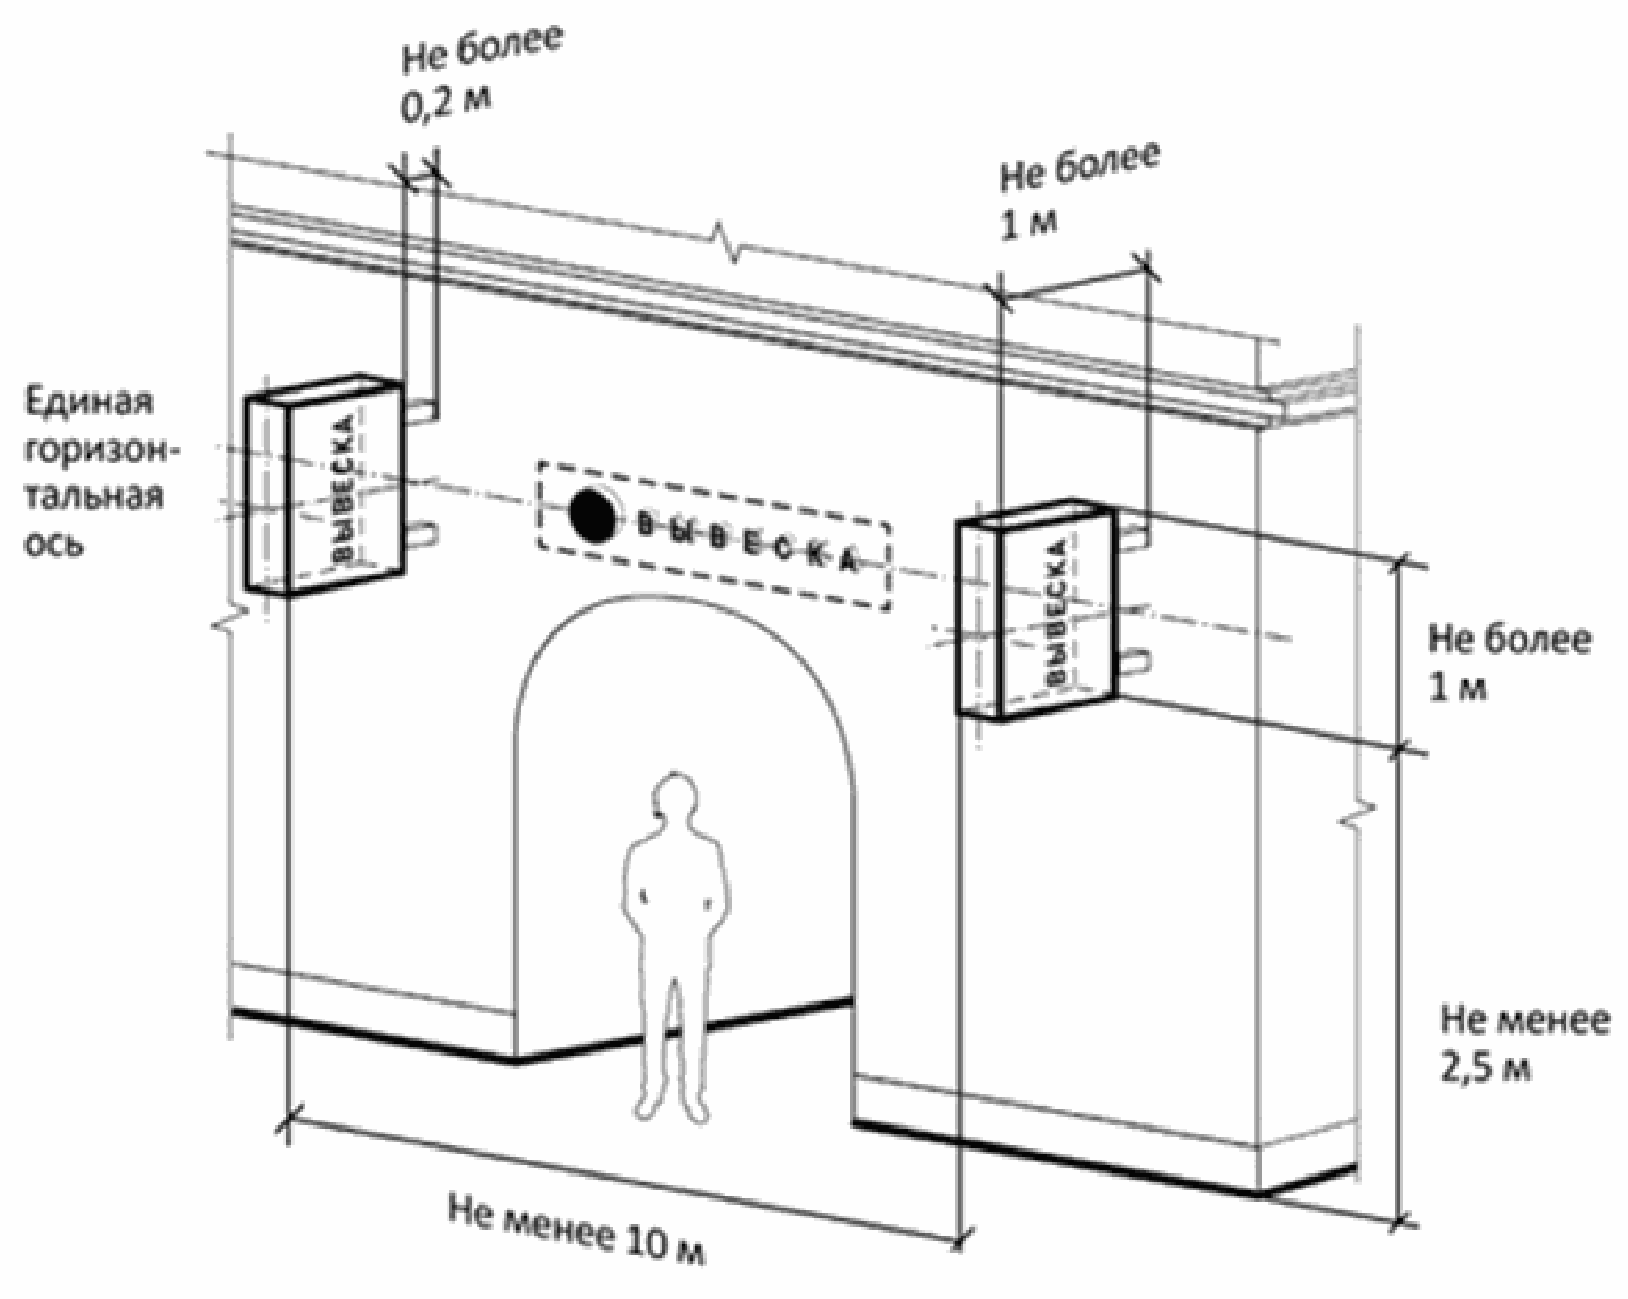 Не более
0,2 м
Не более
1 м
Единая
горизон-
тальная
ось
ВЫВЕСКА
ВЫВЕСКА
ВЫВЕСКА
Не более
1 м
Не менее
2,5 м
Не менее 10 м